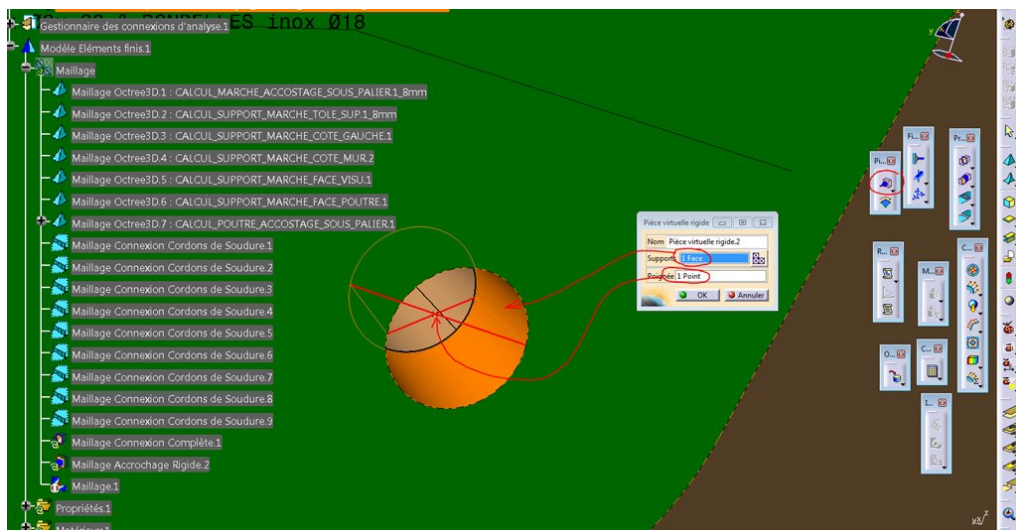 ES inox Ø18
Gestionnaire des connexions d'analyse.1
Modèle Eléments finis.1
Maillage
Maillage Octree3D.1 : CALCUL_MARCHE_ACCOSTAGE_SOUS_PALIER.1_8mm
Maillage Octree3D.2 : CALCUL_SUPPORT_MARCHE_TOLE_SUP.1_8mm
Maillage Octree3D.3 : CALCUL_SUPPORT_MARCHE_COTE_GAUCHE.1
Maillage Octree3D.4 : CALCUL_SUPPORT_MARCHE_COTE_MUR.2
Maillage Octree3D.5 : CALCUL_SUPPORT_MARCHE_FACE_VISU.1
Maillage Octree3D.6 : CALCUL_SUPPORT_MARCHE_FACE_POUTRE.1
Maillage Octree3D.7 : CALCUL_POUTRE_ACCOSTAGE_SOUS_PALIER.1
Maillage Connexion Cordons de Soudure.1
Maillage Connexion Cordons de Soudure.2
Maillage Connexion Cordons de Soudure.3
Maillage Connexion Cordons de Soudure.4
Maillage Connexion Cordons de Soudure.5
Maillage Connexion Cordons de Soudure.6
Maillage Connexion Cordons de Soudure.7
Maillage Connexion Cordons de Soudure.8
Maillage Connexion Cordons de Soudure.9
Maillage Connexion Complète.1
Maillage Accrochage Rigide.2
Maillage.1
Propriétés.1
Matériaux.1
Pièce virtuelle rigide
Nom Pièce virtuelle rigide.2
Supports 1 Face
Poignée 1 Point
OK Annuler
Pi...
Fi...
Pr...
R...
M...
C...
O...
C...
I...